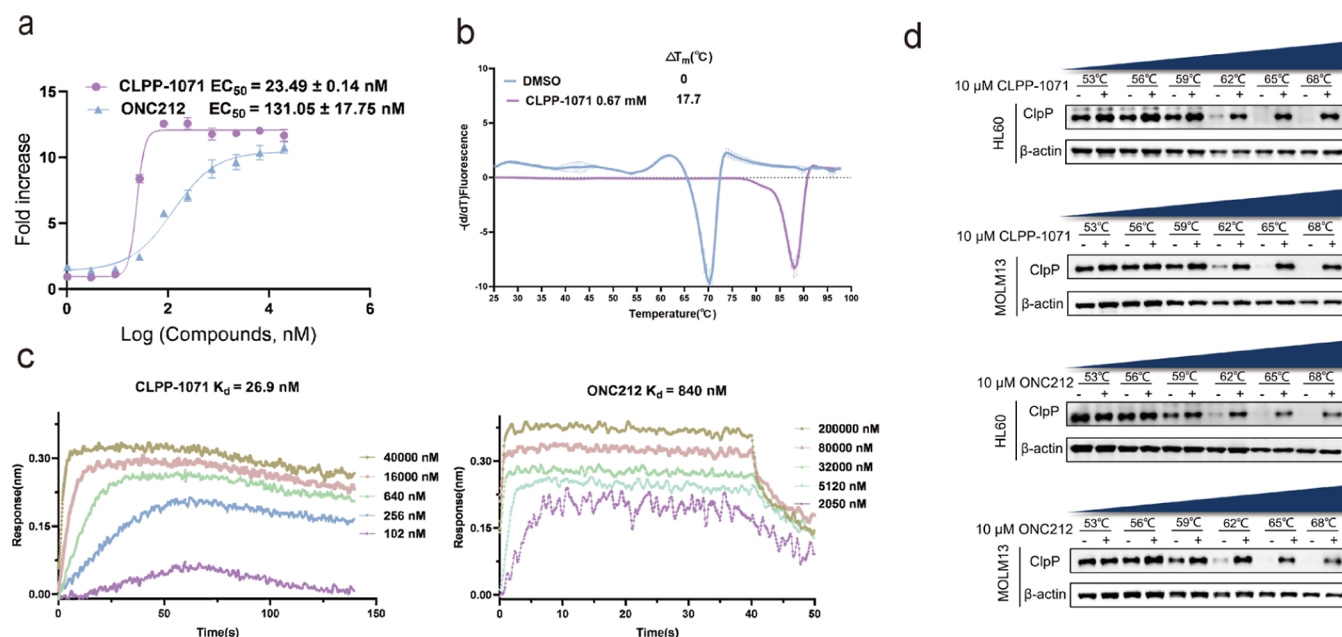 a
CLPP-1071 EC50 = 23.49 ± 0.14 nM
ONC212 EC50 = 131.05 ± 17.75 nM
Fold increase
15
10
5
0
0 2 4 6
Log (Compounds, nM)
b
ΔTm(°C)
DMSO 0
CLPP-1071 0.67 mM 17.7
-(d/dT)Fluorescence
5
0
-5
-10
25 30 40 50 60 70 80 90 100
Temperature(°C)
c
CLPP-1071 Kd = 26.9 nM
Response(nm)
0.30
0.15
0.00
0 50 100 150
Time(s)
40000 nM
16000 nM
640 nM
256 nM
102 nM
ONC212 Kd = 840 nM
Response(nm)
0.30
0.15
0.00
0 10 20 30 40 50
Time(s)
200000 nM
80000 nM
32000 nM
5120 nM
2050 nM
d
53℃ 56℃ 59℃ 62℃ 65℃ 68℃
10 μM CLPP-1071 - + - + - + - + - + - +
HL60
ClpP
β-actin
53℃ 56℃ 59℃ 62℃ 65℃ 68℃
10 μM CLPP-1071 - + - + - + - + - + - +
MOLM13
ClpP
β-actin
53℃ 56℃ 59℃ 62℃ 65℃ 68℃
10 μM ONC212 - + - + - + - + - + - +
HL60
ClpP
β-actin
53℃ 56℃ 59℃ 62℃ 65℃ 68℃
10 μM ONC212 - + - + - + - + - + - +
MOLM13
ClpP
β-actin